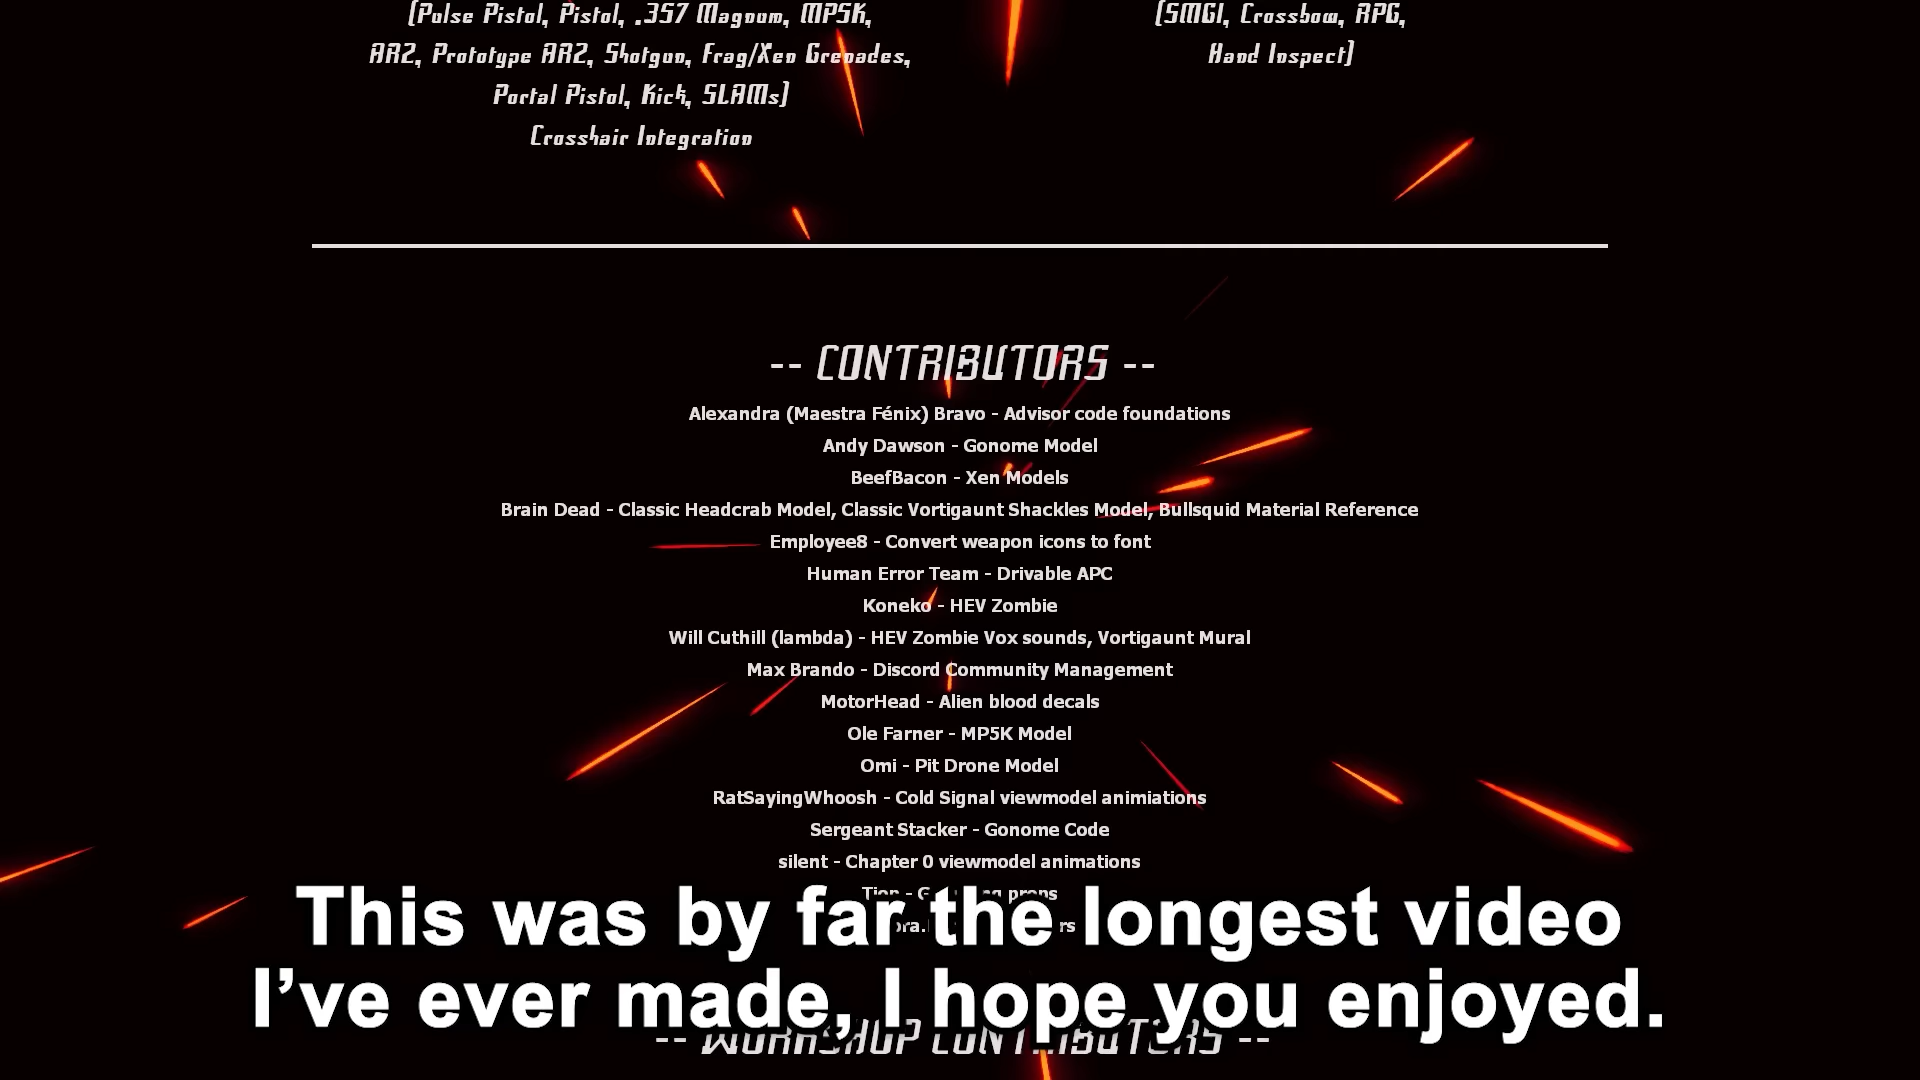 (Pulse Pistol, Pistol, .357 Magnum, MP5K,
AR2, Prototype AR2, Shotgun, Frag/Xen Grenades,
Portal Pistol, Kick, SLAMs)
Crosshair Integration
(SMG1, Crossbow, RPG,
Hand Inspect)
-- CONTRIBUTORS --
Alexandra (Maestra Fénix) Bravo - Advisor code foundations
Andy Dawson - Gonome Model
BeefBacon - Xen Models
Brain Dead - Classic Headcrab Model, Classic Vortigaunt Shackles Model, Bullsquid Material Reference
Employee8 - Convert weapon icons to font
Human Error Team - Drivable APC
Koneko - HEV Zombie
Will Cuthill (lambda) - HEV Zombie Vox sounds, Vortigaunt Mural
Max Brando - Discord Community Management
MotorHead - Alien blood decals
Ole Farner - MP5K Model
Omi - Pit Drone Model
RatSayingWhoosh - Cold Signal viewmodel animiations
Sergeant Stacker - Gonome Code
silent - Chapter 0 viewmodel animations
props
This was by far the longest video
I’ve ever made, I hope you enjoyed.
-- WORKSHOP CONTRIBUTORS --